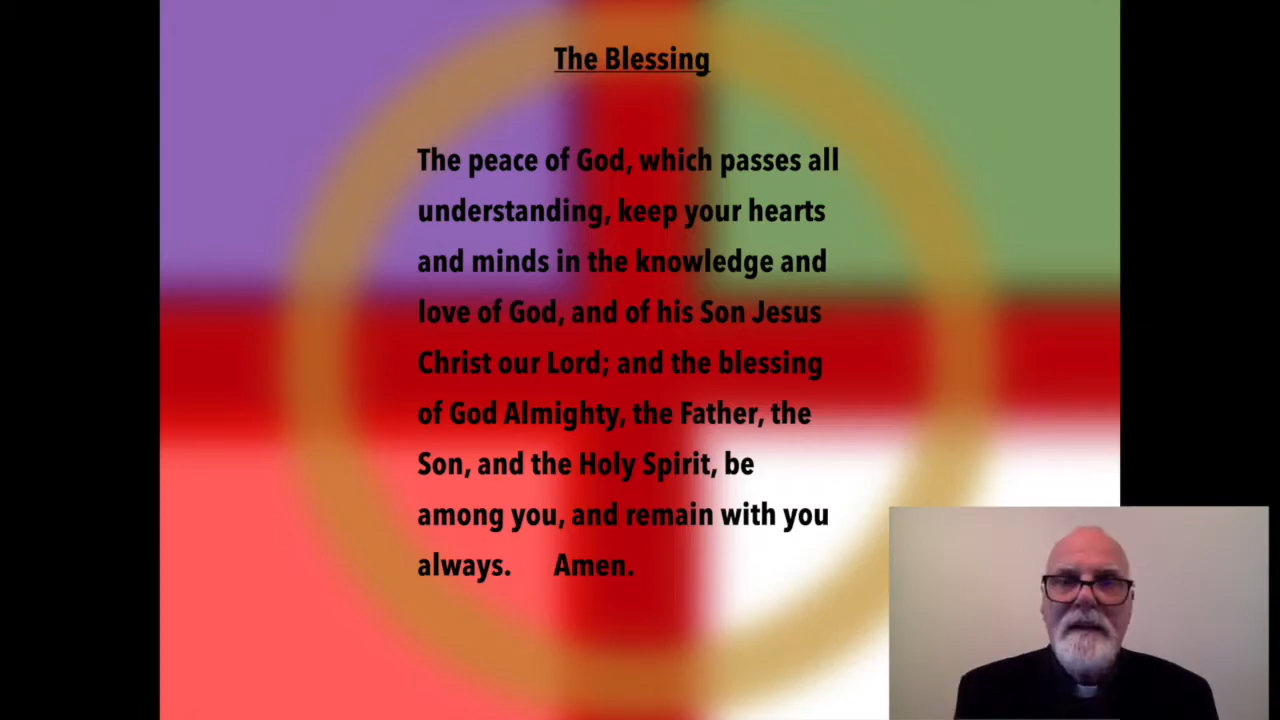 The Blessing
The peace of God, which passes all
understanding, keep your hearts
and minds in the knowledge and
love of God, and of his Son Jesus
Christ our Lord; and the blessing
of God Almighty, the Father, the
Son, and the Holy Spirit, be
among you, and remain with you
always. Amen.